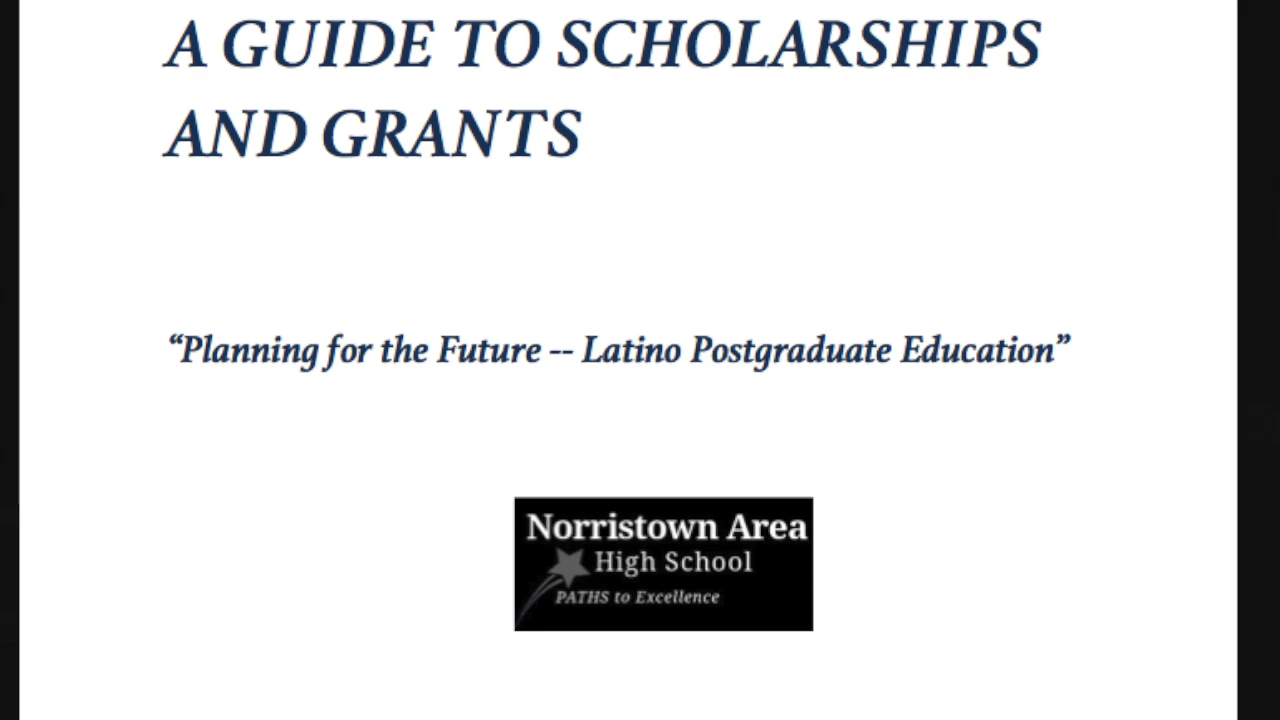 A GUIDE TO SCHOLARSHIPS
AND GRANTS
“Planning for the Future -- Latino Postgraduate Education”
Norristown Area
High School
PATHS to Excellence